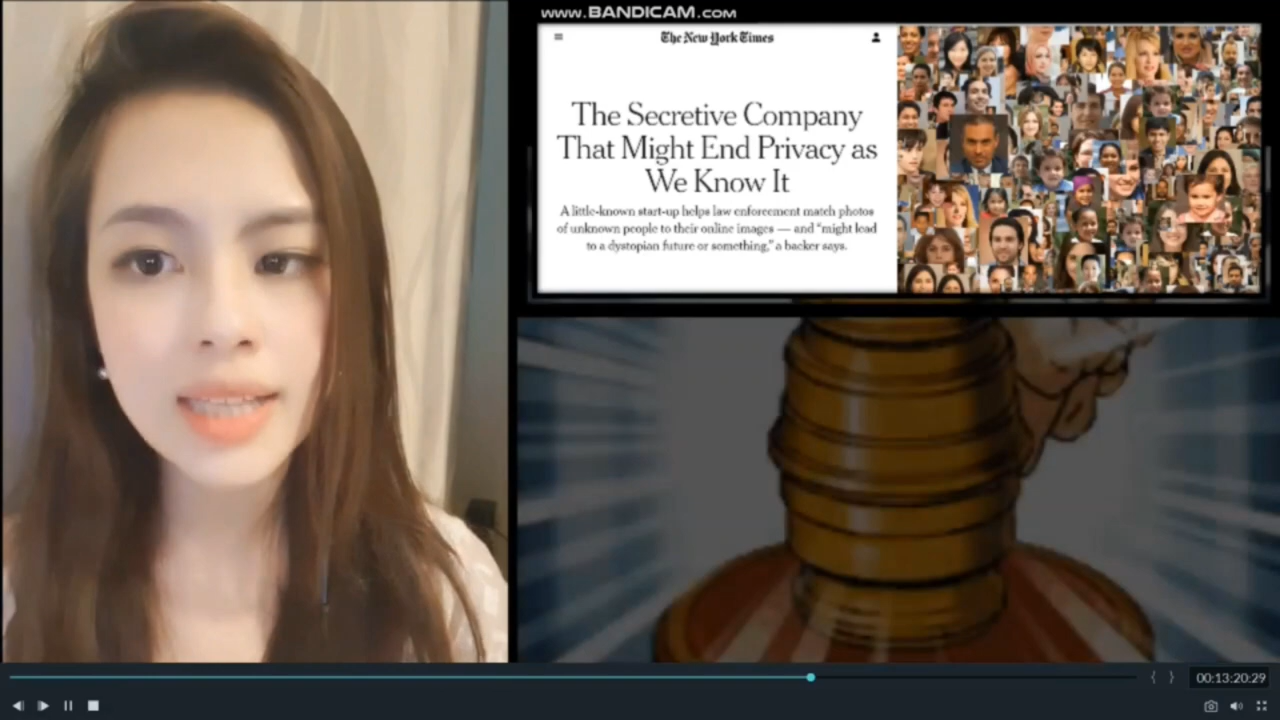 www.BANDICAM.com
The New York Times
The Secretive Company
That Might End Privacy as
We Know It
A little-known start-up helps law enforcement match photos
of unknown people to their online images — and “might lead
to a dystopian future or something,” a backer says.
00:13:20:29